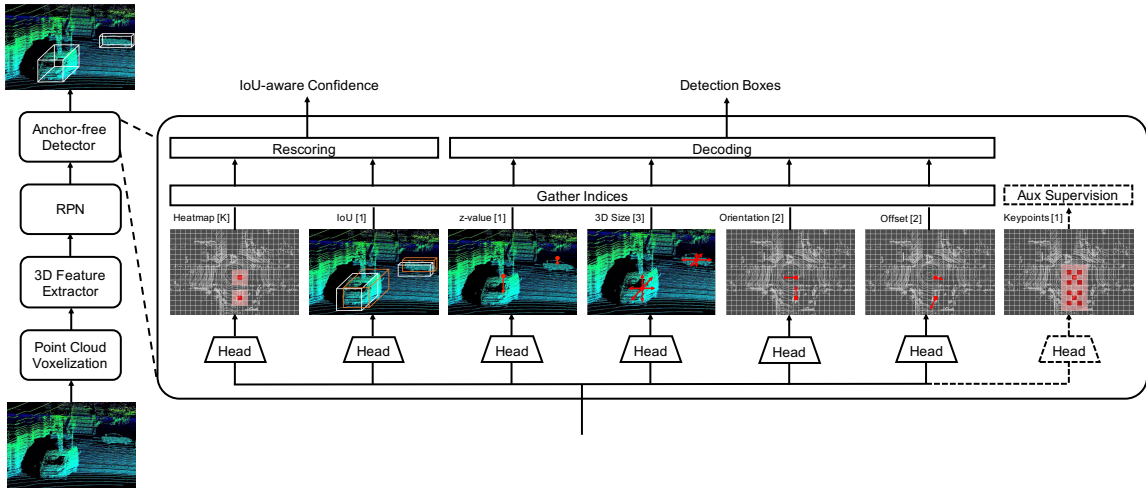 IoU-aware Confidence
Detection Boxes
Anchor-free
Detector
Rescoring
Decoding
RPN
Gather Indices
Aux Supervision
Heatmap [K]
IoU [1]
z-value [1]
3D Size [3]
Orientation [2]
Offset [2]
Keypoints [1]
3D Feature
Extractor
Point Cloud
Voxelization
Head
Head
Head
Head
Head
Head
Head